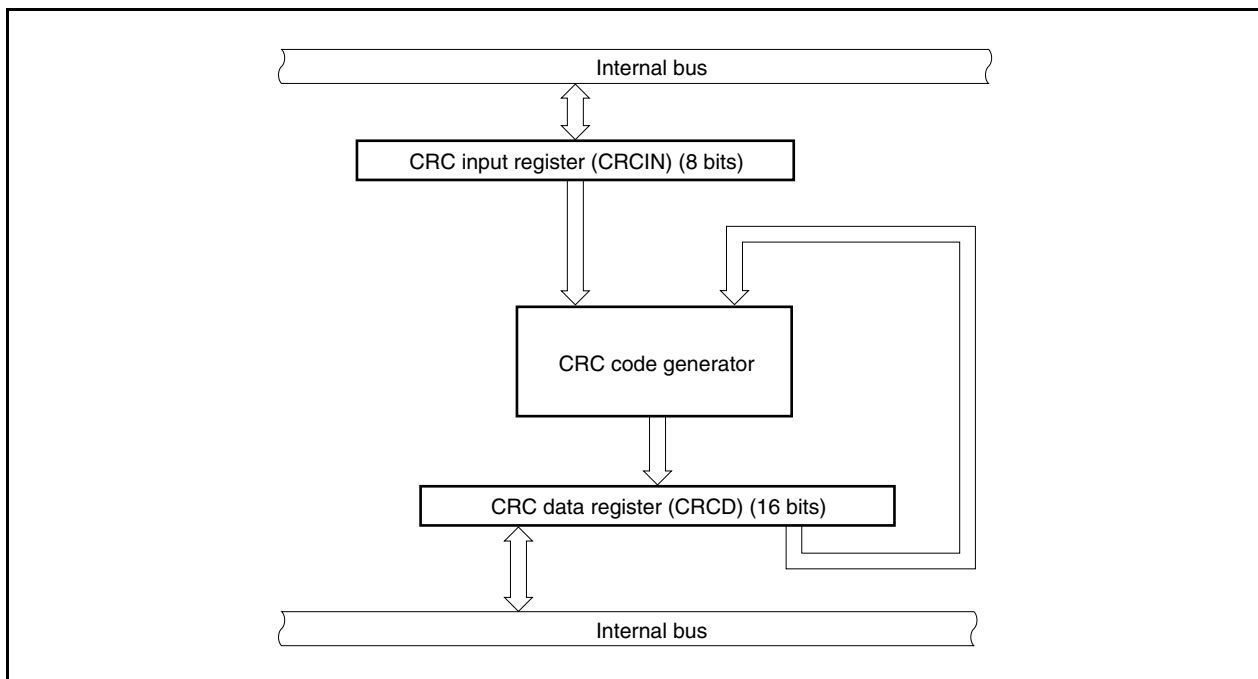 Internal bus
CRC input register (CRCIN) (8 bits)
CRC code generator
CRC data register (CRCD) (16 bits)
Internal bus